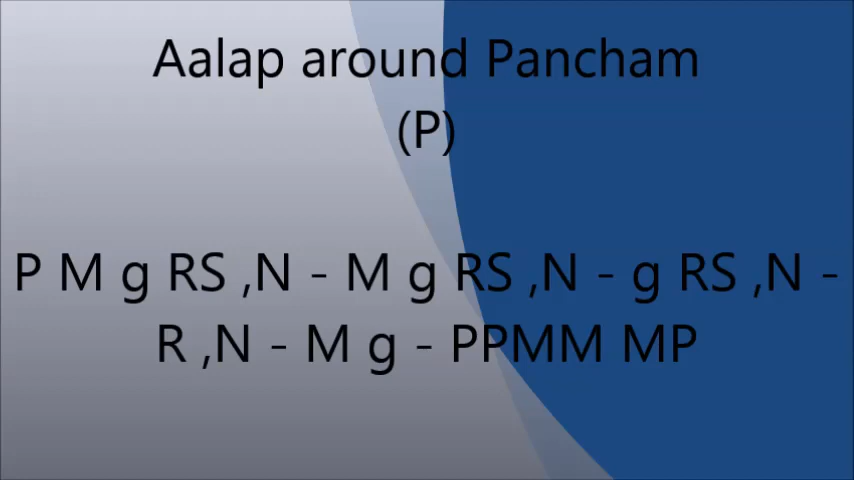 Aalap around Pancham
(P)
P M g RS ,N - M g RS ,N - g RS ,N -
R ,N - M g - PPMM MP